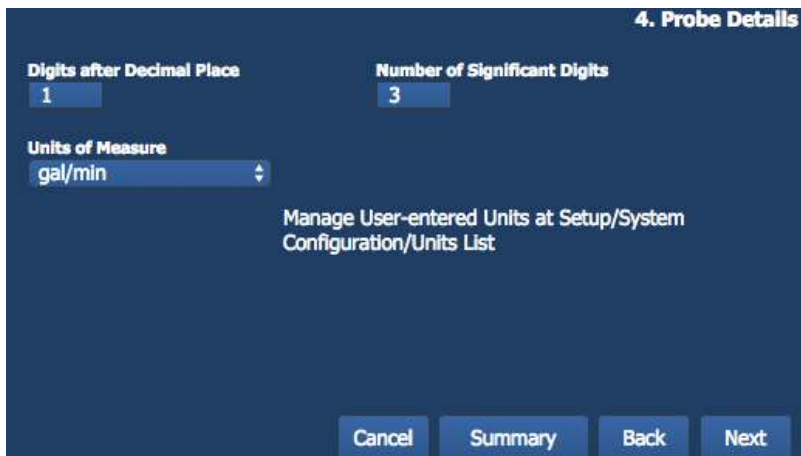 4. Probe Details
Digits after Decimal Place
Number of Significant Digits
1
3
Units of Measure
gal/min
Manage User-entered Units at Setup/System
Configuration/Units List
Cancel
Summary
Back
Next